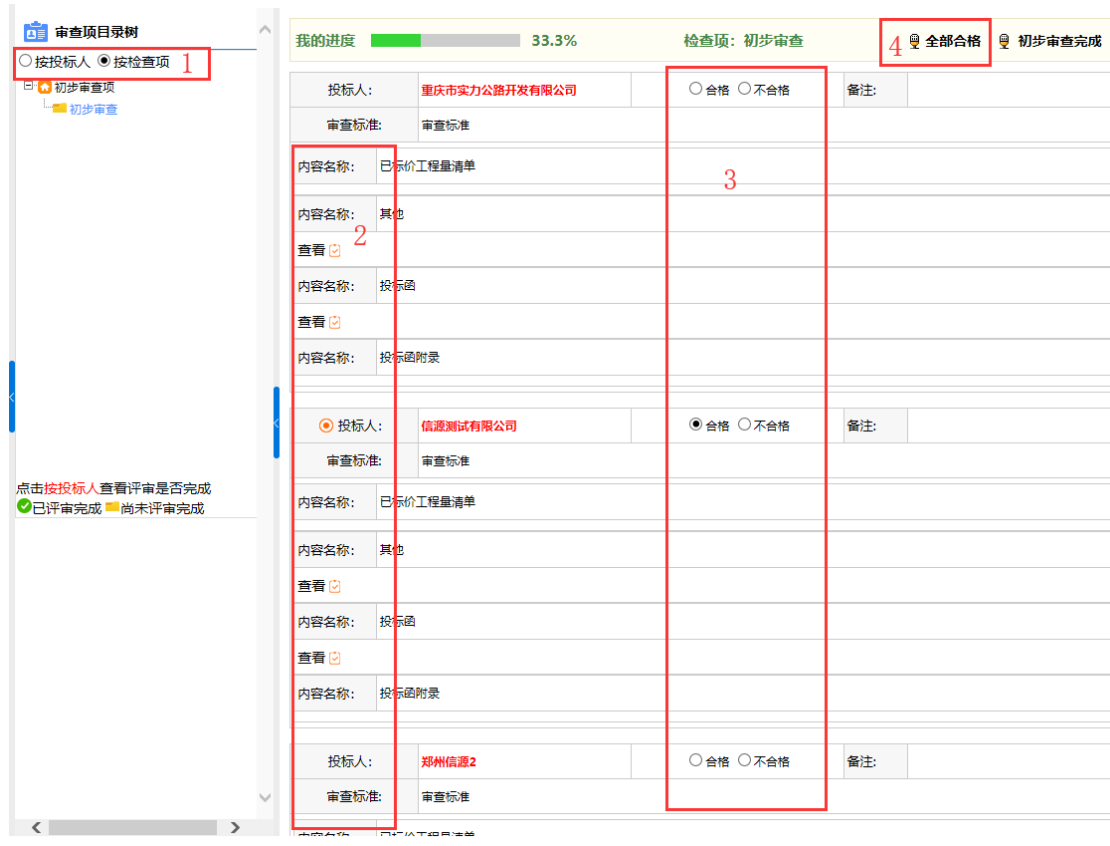 审查项目录树
按投标人 按检查项 1
初步审查项
初步审查
点击按投标人查看评审是否完成
已评审完成 尚未评审完成
我的进度 33.3% 检查项：初步审查 4 全部合格 初步审查完成
投标人： 重庆市实力公路开发有限公司 合格 不合格 备注:
审查标准: 审查标准
内容名称： 已标价工程量清单
3
内容名称： 其他
2
查看
内容名称： 投标函
查看
内容名称： 投标函附录
投标人： 信源测试有限公司 合格 不合格 备注:
审查标准: 审查标准
内容名称： 已标价工程量清单
内容名称： 其他
查看
内容名称： 投标函
查看
内容名称： 投标函附录
投标人： 郑州信源2 合格 不合格 备注:
审查标准: 审查标准
内容名称： 已标价工程量清单